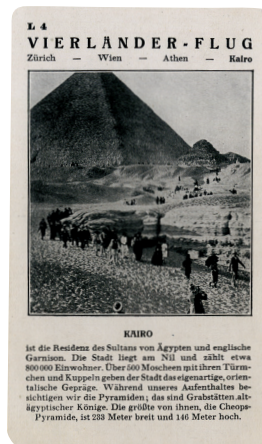 L 4
VIERLÄNDER-FLUG
Zürich — Wien — Athen — Kairo
KAIRO
ist die Residenz des Sultans von Ägypten und englische
Garnison. Die Stadt liegt am Nil und zählt etwa
800 000 Einwohner. Über 500 Moscheen mit ihren Türm-
chen und Kuppeln geben der Stadt das eigenartige, orien-
talische Gepräge. Während unseres Aufenthaltes be-
sichtigen wir die Pyramiden; das sind Grabstätten alt-
ägyptischer Könige. Die größte von ihnen, die Cheops-
Pyramide, ist 233 Meter breit und 146 Meter hoch.